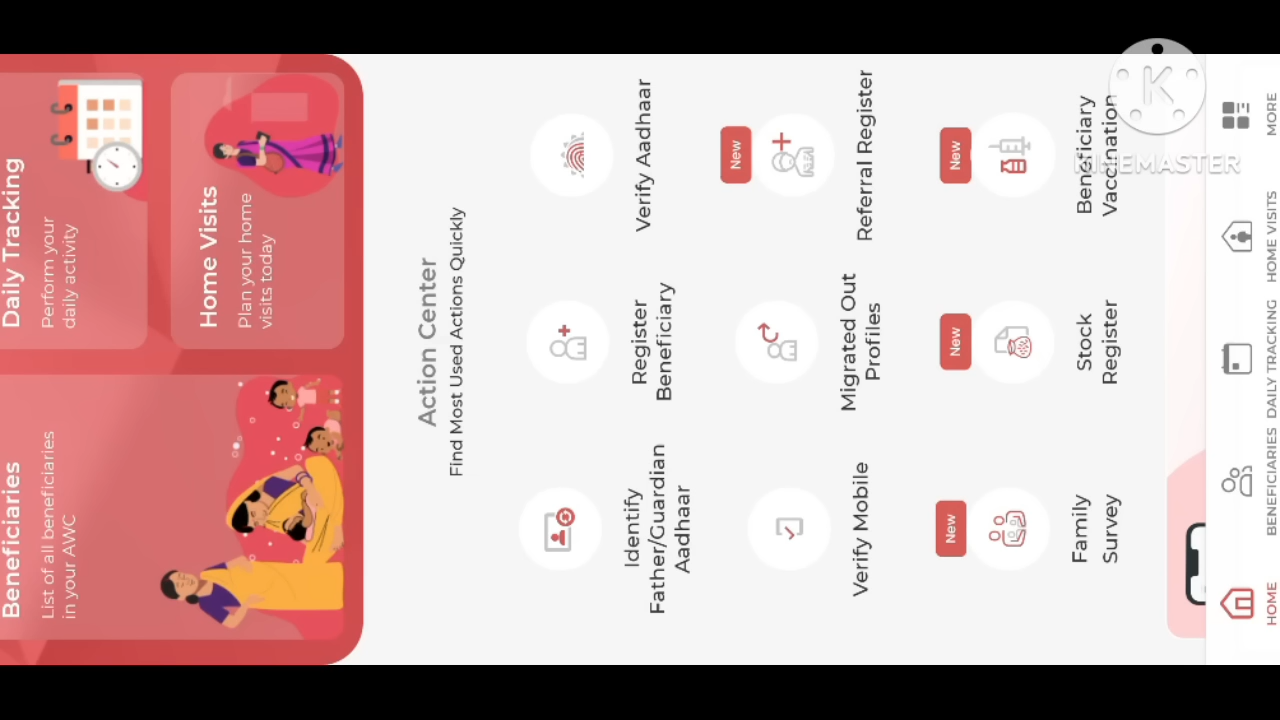 Beneficiaries
List of all beneficiaries
in your AWC
Daily Tracking
Perform your
daily activity
Home Visits
Plan your home
visits today
Action Center
Find Most Used Actions Quickly
Identify
Father/Guardian
Aadhaar
Register
Beneficiary
Verify Aadhaar
Verify Mobile
Migrated Out
Profiles
New
Referral Register
New
Family
Survey
New
Stock
Register
New
Beneficiary
Vaccination
HOME
BENEFICIARIES
DAILY TRACKING
HOME VISITS
MORE
K
KINEMASTER